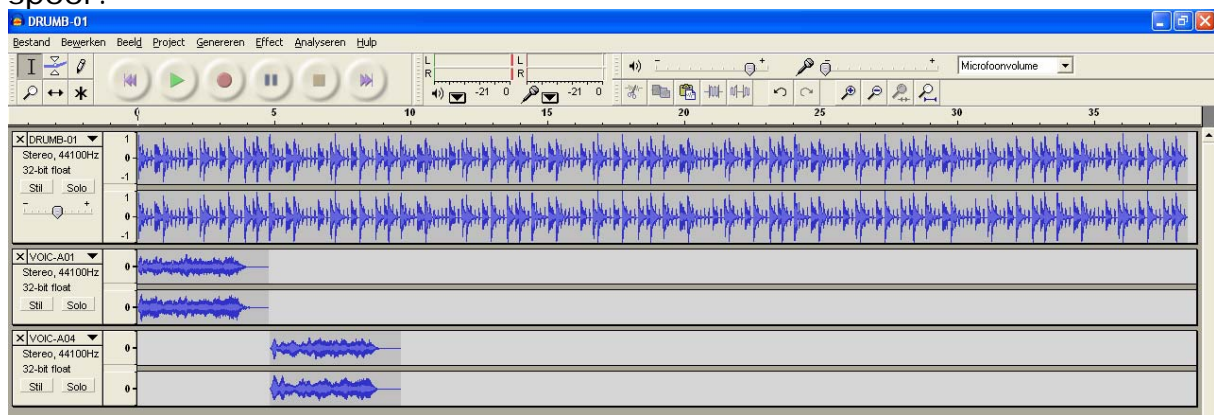 spoor.
DRUMB-01
Bestand Bewerken Beeld Project Genereren Effect Analyseren Hulp
L L
R R
-21 0 -21 0
- + - +
Microfoonvolume
0 5 10 15 20 25 30 35
X DRUMB-01
Stereo, 44100Hz
32-bit float
Stil Solo
- +
1
0
-1
1
0
-1
X VOIC-A01
Stereo, 44100Hz
32-bit float
Stil Solo
0
0
X VOIC-A04
Stereo, 44100Hz
32-bit float
Stil Solo
0
0